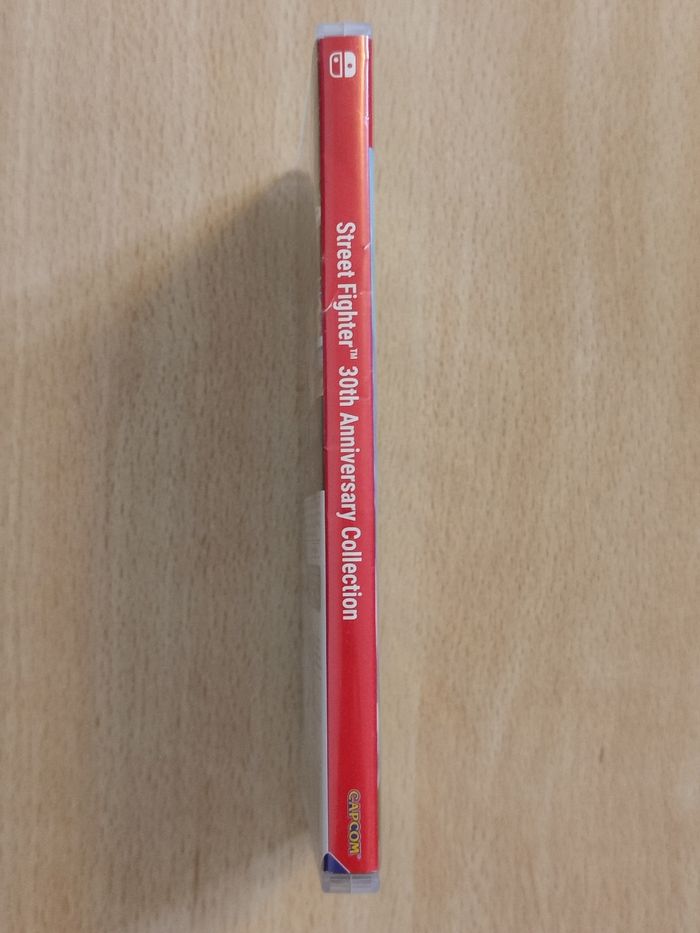 Street Fighter™ 30th Anniversary Collection
CAPCOM